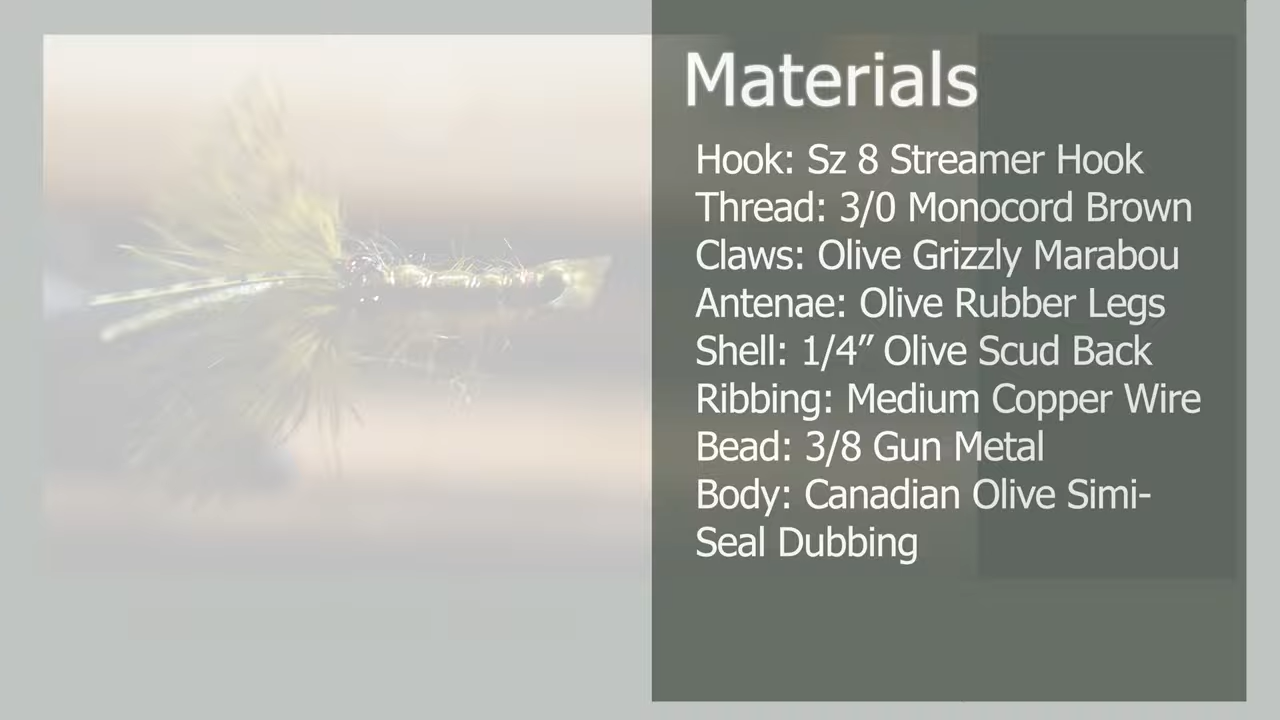 Materials
Hook: Sz 8 Streamer Hook
Thread: 3/0 Monocord Brown
Claws: Olive Grizzly Marabou
Antenae: Olive Rubber Legs
Shell: 1/4” Olive Scud Back
Ribbing: Medium Copper Wire
Bead: 3/8 Gun Metal
Body: Canadian Olive Simi-
Seal Dubbing